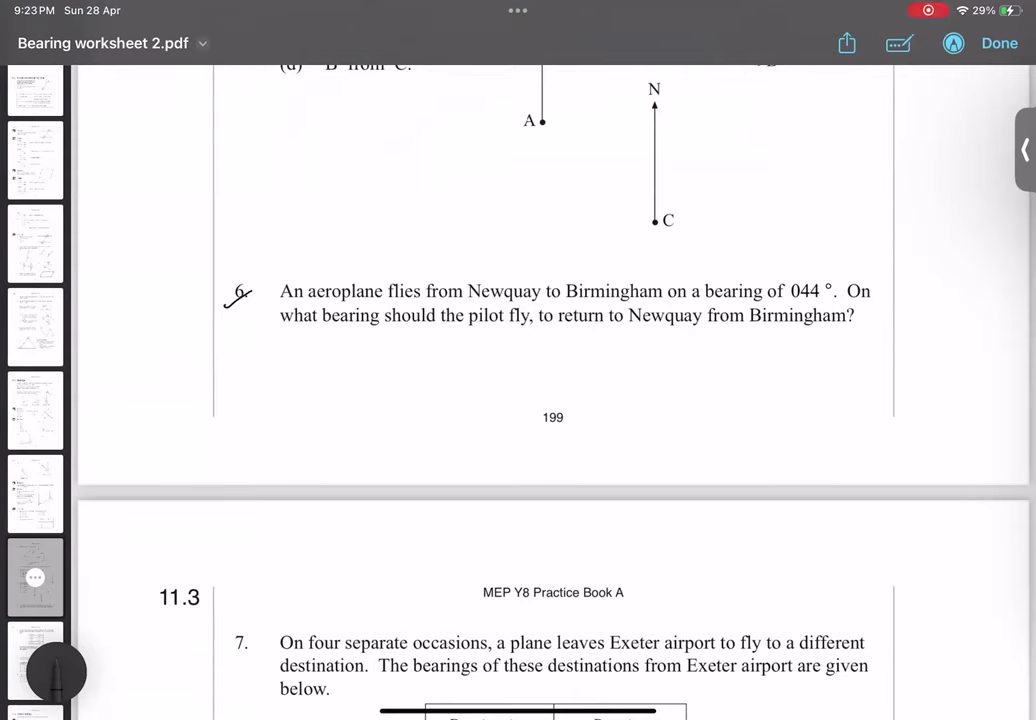 9:23PM Sun 28 Apr
29%
Bearing worksheet 2.pdf
Done
(d) B from C.
N
A
C
6. An aeroplane flies from Newquay to Birmingham on a bearing of 044 °. On
what bearing should the pilot fly, to return to Newquay from Birmingham?
199
11.3
MEP Y8 Practice Book A
7. On four separate occasions, a plane leaves Exeter airport to fly to a different
destination. The bearings of these destinations from Exeter airport are given
below.